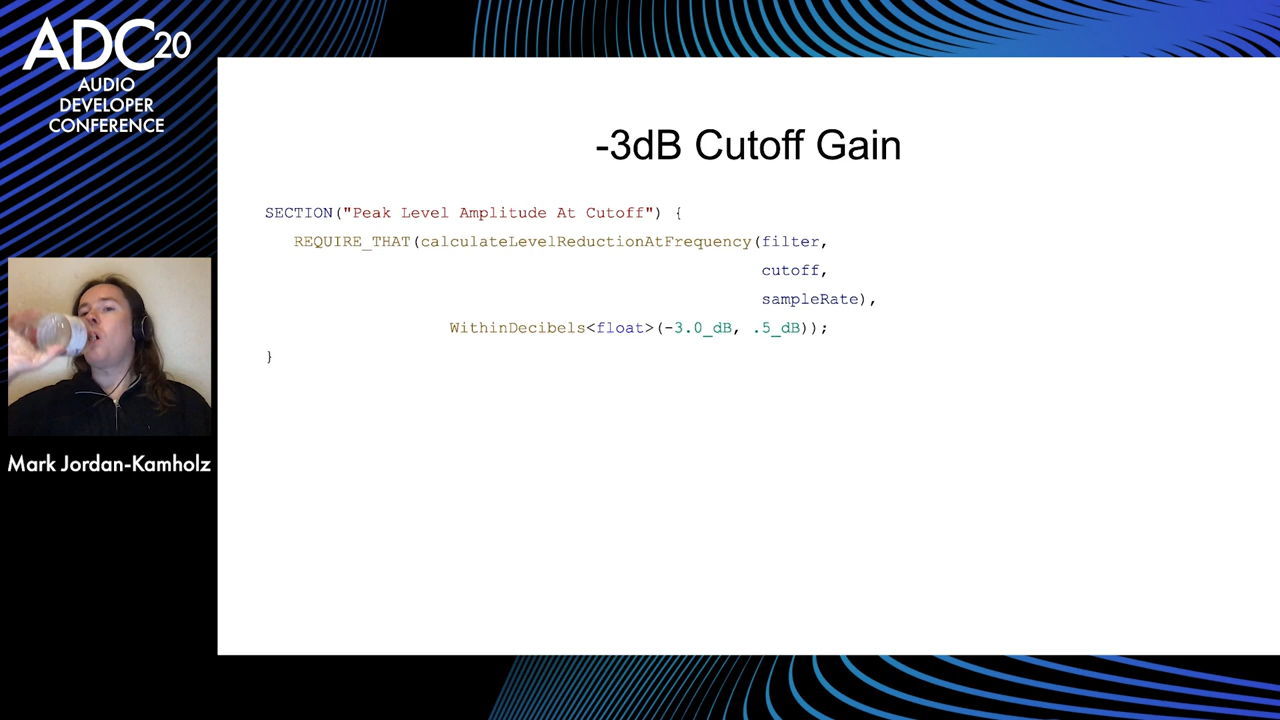 ADC20
AUDIO
DEVELOPER
CONFERENCE
-3dB Cutoff Gain
SECTION("Peak Level Amplitude At Cutoff") {
REQUIRE_THAT(calculateLevelReductionAtFrequency(filter,
cutoff,
sampleRate),
WithinDecibels<float>(-3.0_dB, .5_dB));
}
Mark Jordan-Kamholz